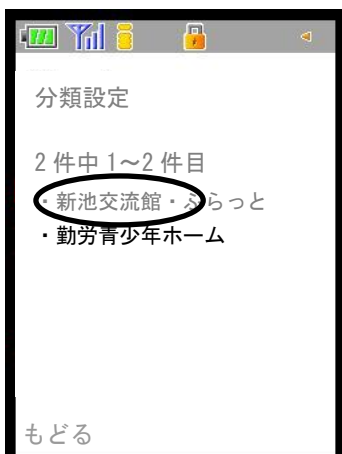 分類設定
2件中1～2件目
・新池交流館・ふらっと
・勤労青少年ホーム
もどる